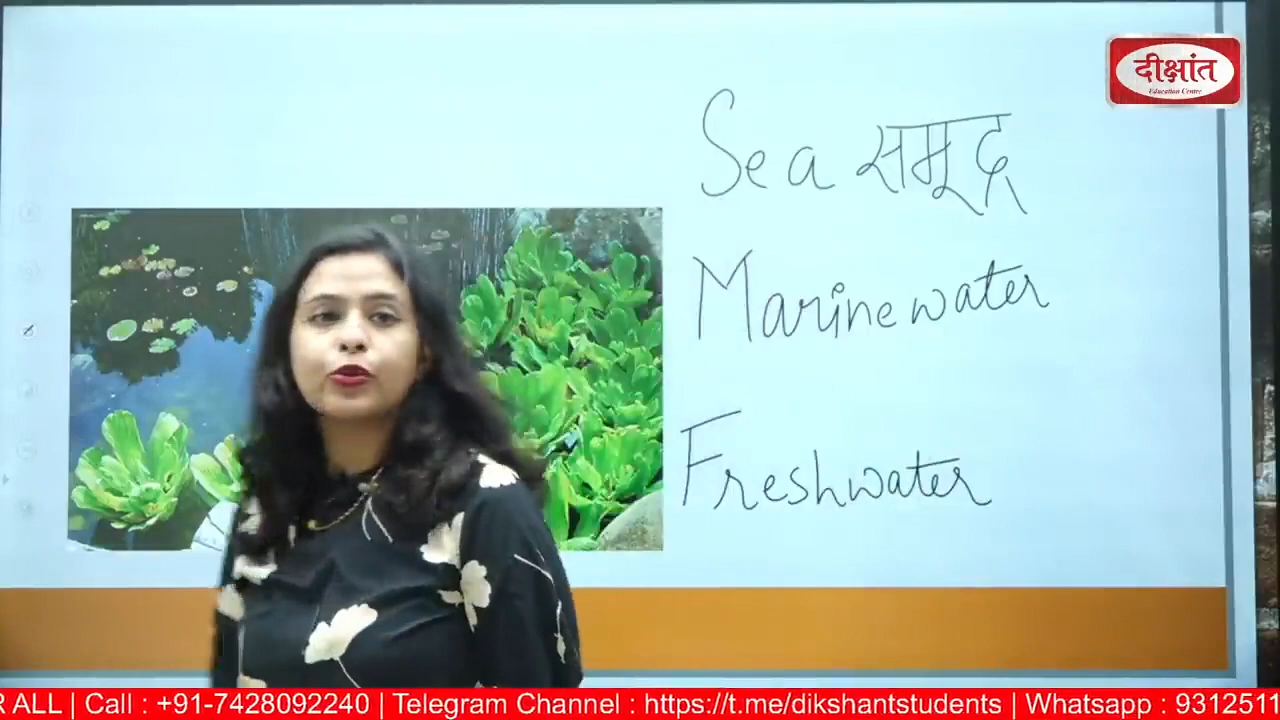 दीक्षांत
Education Centre
Sea समूद्र
Marine water
Freshwater
R ALL | Call : +91-7428092240 | Telegram Channel : https://t.me/dikshantstudents | Whatsapp : 9312511